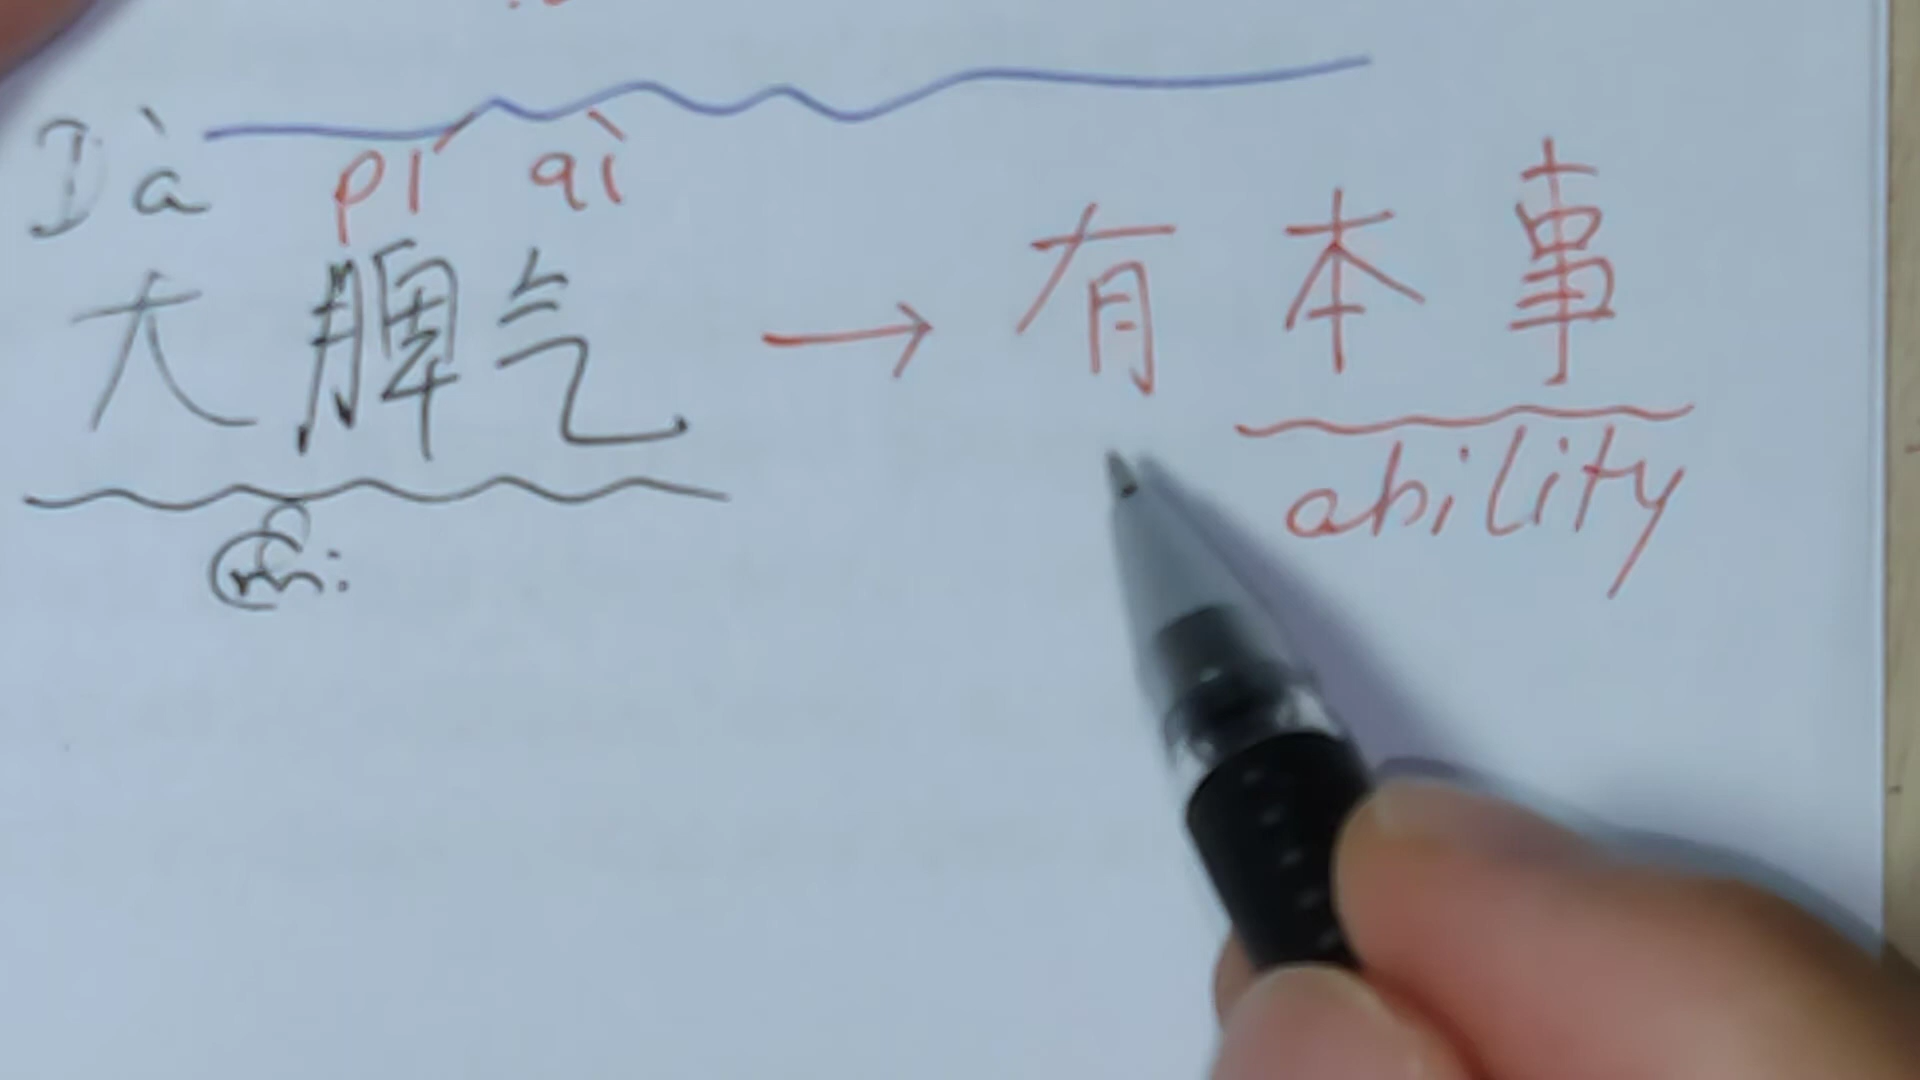 Dà pí qì
大脾气 → 有本事
ability